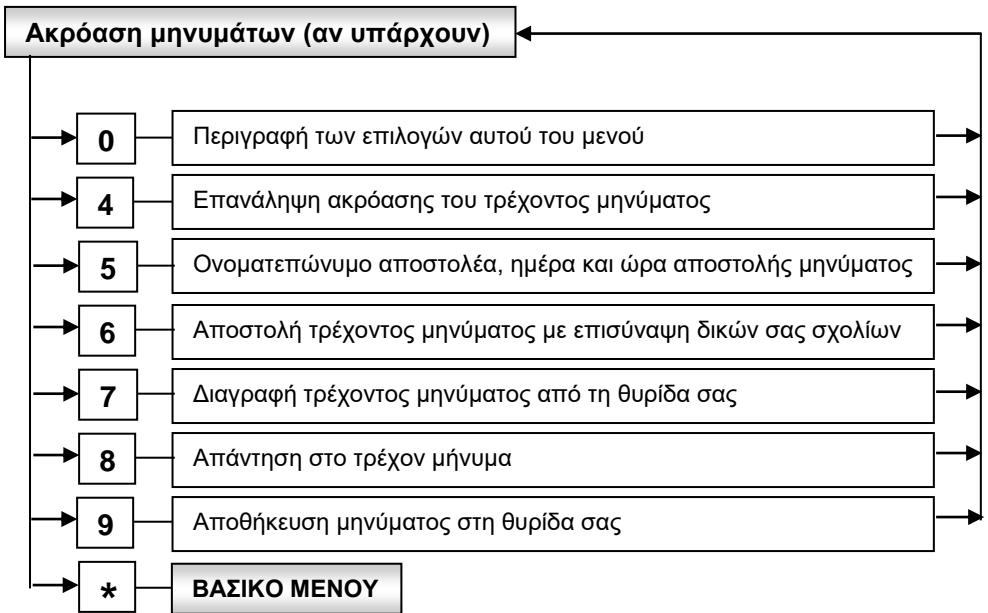 Ακρόαση μηνυμάτων (αν υπάρχουν)
0 Περιγραφή των επιλογών αυτού του μενού
4 Επανάληψη ακρόασης του τρέχοντος μηνύματος
5 Ονοματεπώνυμο αποστολέα, ημέρα και ώρα αποστολής μηνύματος
6 Αποστολή τρέχοντος μηνύματος με επισύναψη δικών σας σχολίων
7 Διαγραφή τρέχοντος μηνύματος από τη θυρίδα σας
8 Απάντηση στο τρέχον μήνυμα
9 Αποθήκευση μηνύματος στη θυρίδα σας
* ΒΑΣΙΚΟ ΜΕΝΟΥ